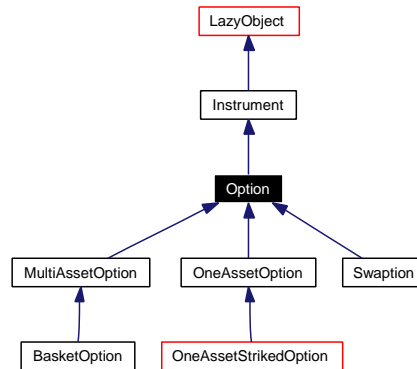 LazyObject
Instrument
Option
MultiAssetOption
OneAssetOption
Swaption
BasketOption
OneAssetStrikedOption